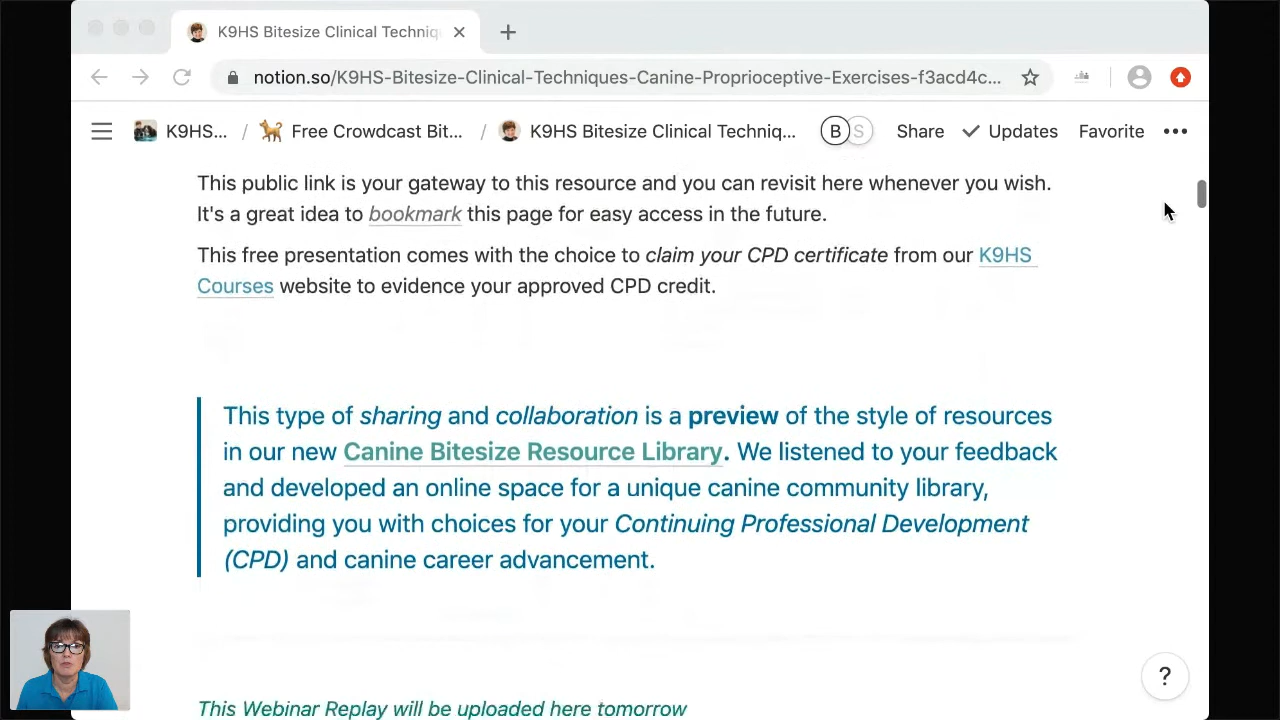 K9HS Bitesize Clinical Techniq
notion.so/K9HS-Bitesize-Clinical-Techniques-Canine-Proprioceptive-Exercises-f3acd4c...
K9HS... / Free Crowdcast Bit... / K9HS Bitesize Clinical Techniq... B S Share Updates Favorite
This public link is your gateway to this resource and you can revisit here whenever you wish.
It's a great idea to bookmark this page for easy access in the future.
This free presentation comes with the choice to claim your CPD certificate from our K9HS
Courses website to evidence your approved CPD credit.
This type of sharing and collaboration is a preview of the style of resources
in our new Canine Bitesize Resource Library. We listened to your feedback
and developed an online space for a unique canine community library,
providing you with choices for your Continuing Professional Development
(CPD) and canine career advancement.
?
This Webinar Replay will be uploaded here tomorrow